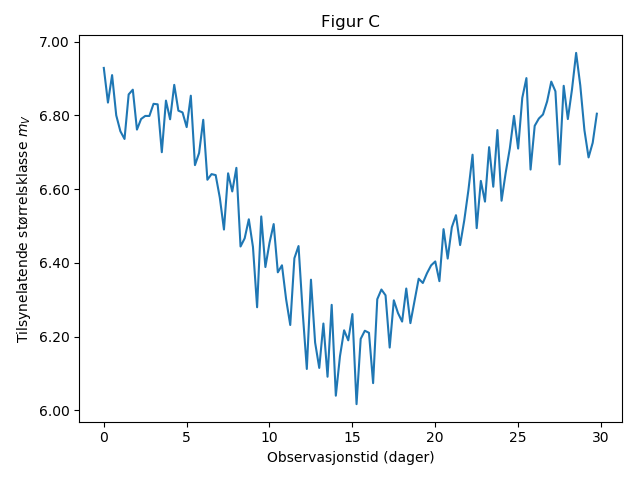 Figur C
7.00
6.80
6.60
6.40
6.20
6.00
Tilsynelatende størrelsklasse m_V
0 5 10 15 20 25 30
Observasjonstid (dager)